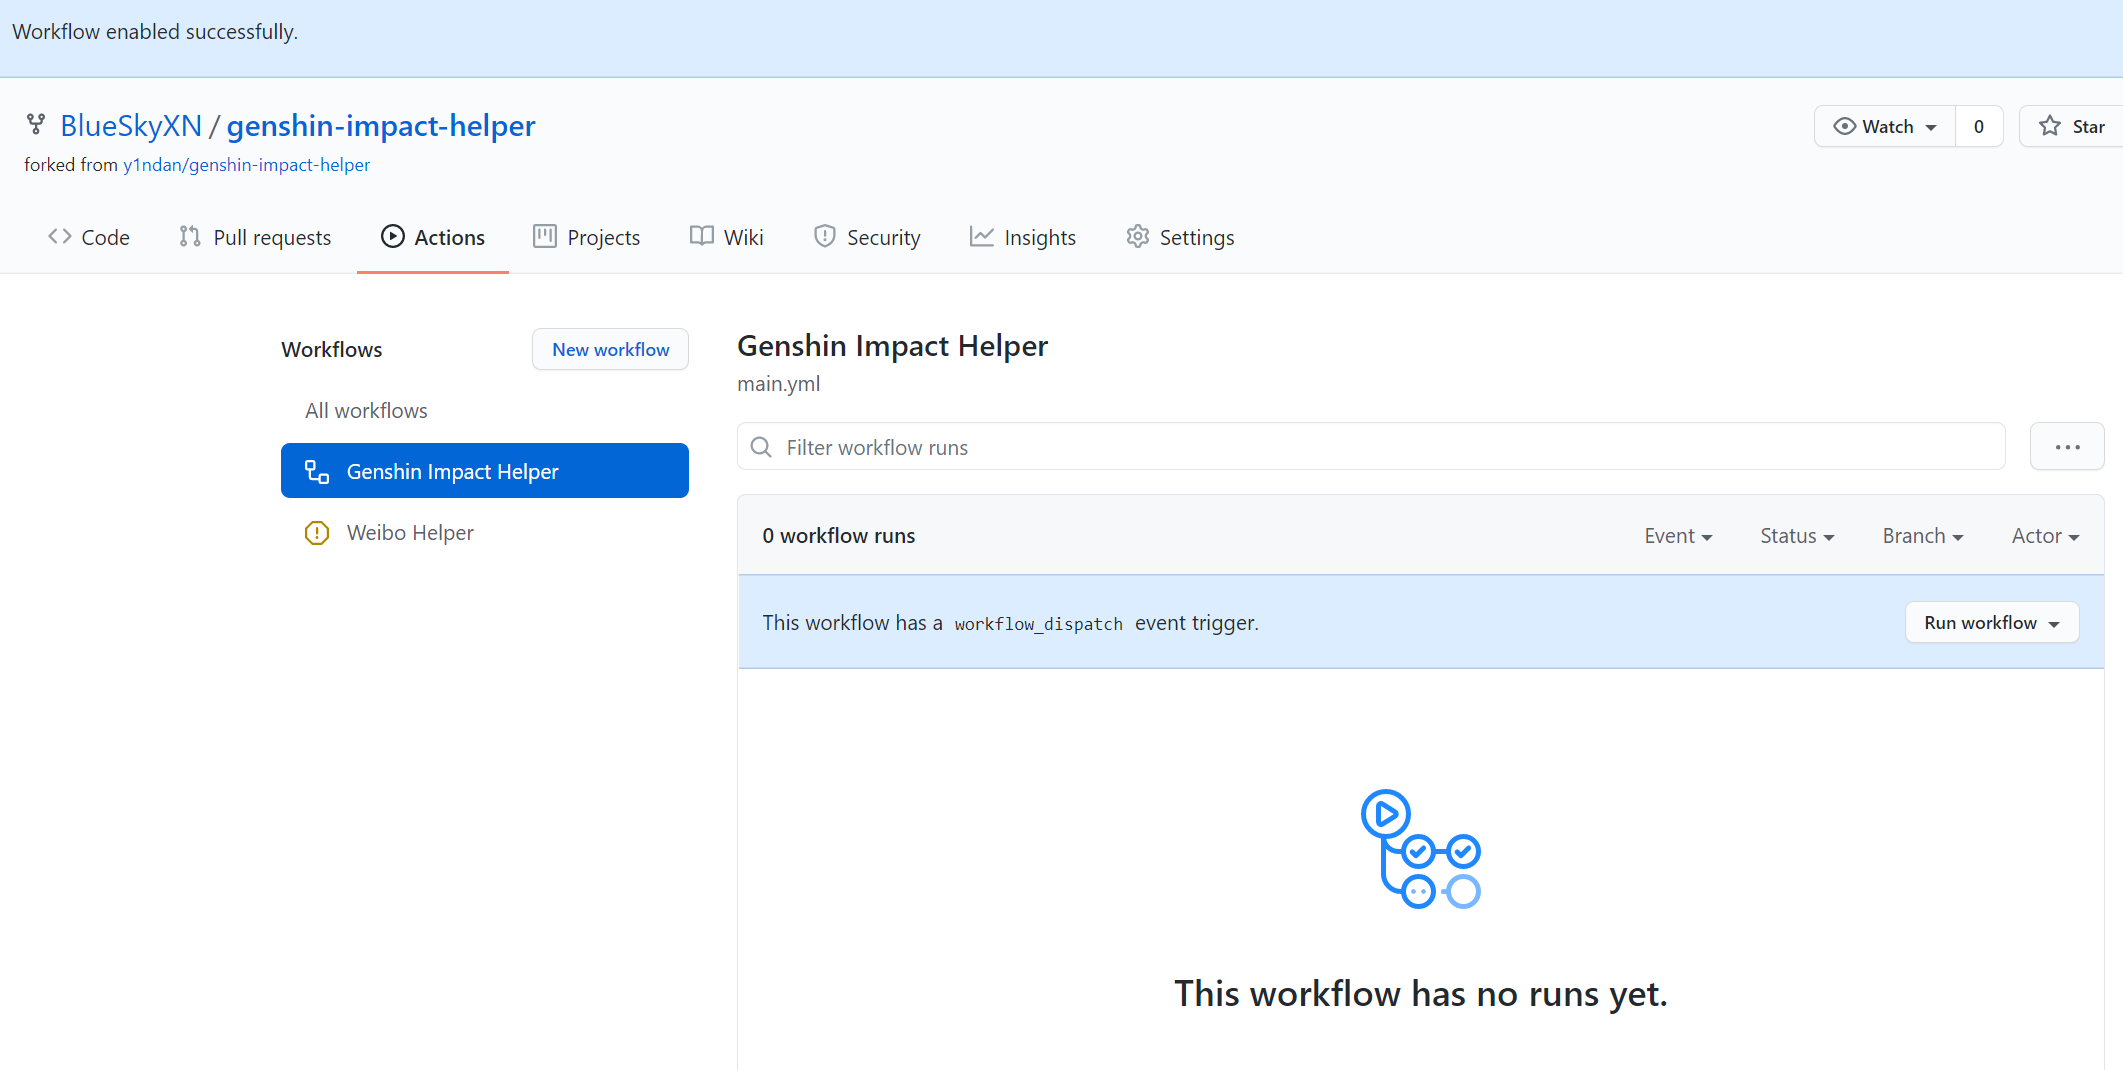 Workflow enabled successfully.
BlueSkyXN / genshin-impact-helper
Watch 0 Star
forked from y1ndan/genshin-impact-helper
Code Pull requests Actions Projects Wiki Security Insights Settings
Workflows New workflow
All workflows
Genshin Impact Helper
Weibo Helper
Genshin Impact Helper
main.yml
Filter workflow runs
0 workflow runs Event Status Branch Actor
This workflow has a workflow_dispatch event trigger. Run workflow
This workflow has no runs yet.